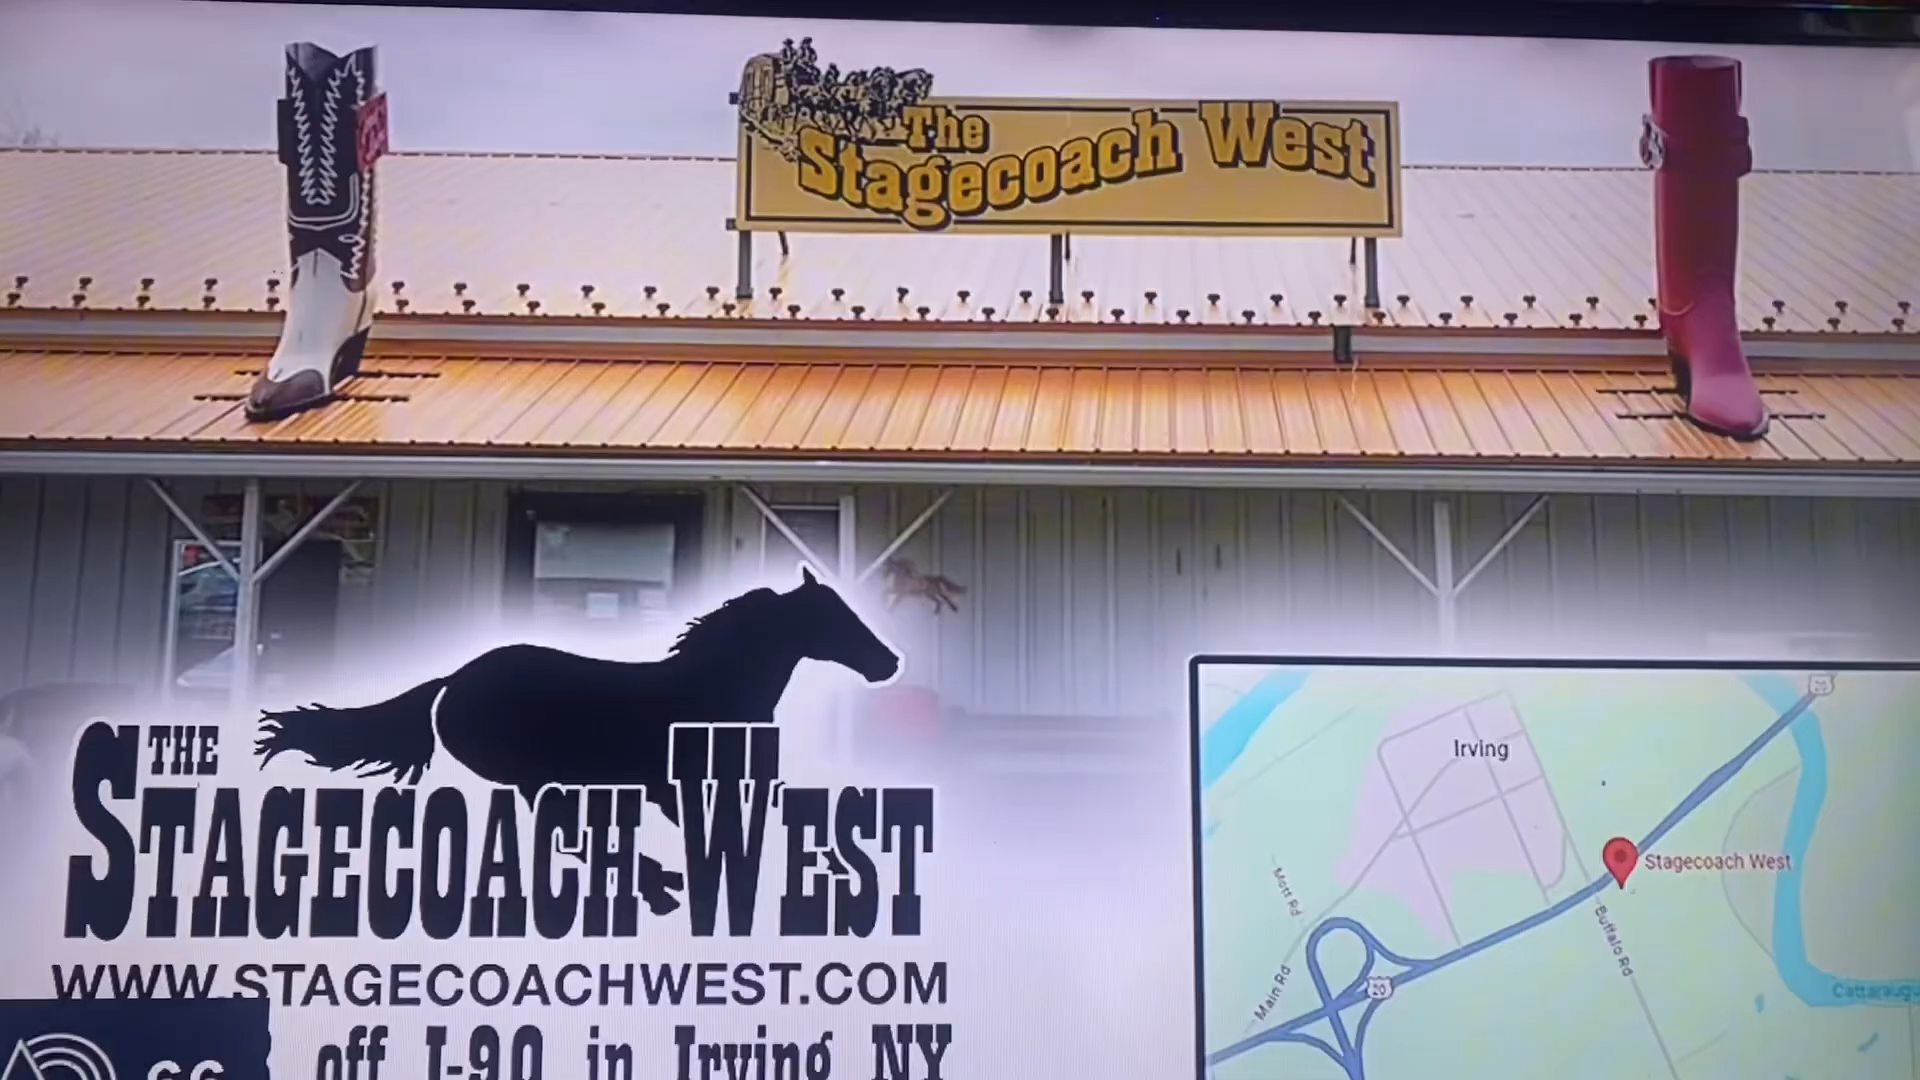 The
Stagecoach West
THE
STAGECOACH WEST
WWW.STAGECOACHWEST.COM
off I-90 in Irving NY
66
20
Irving
Stagecoach West
Mott Rd
Buffalo Rd
Main Rd
20